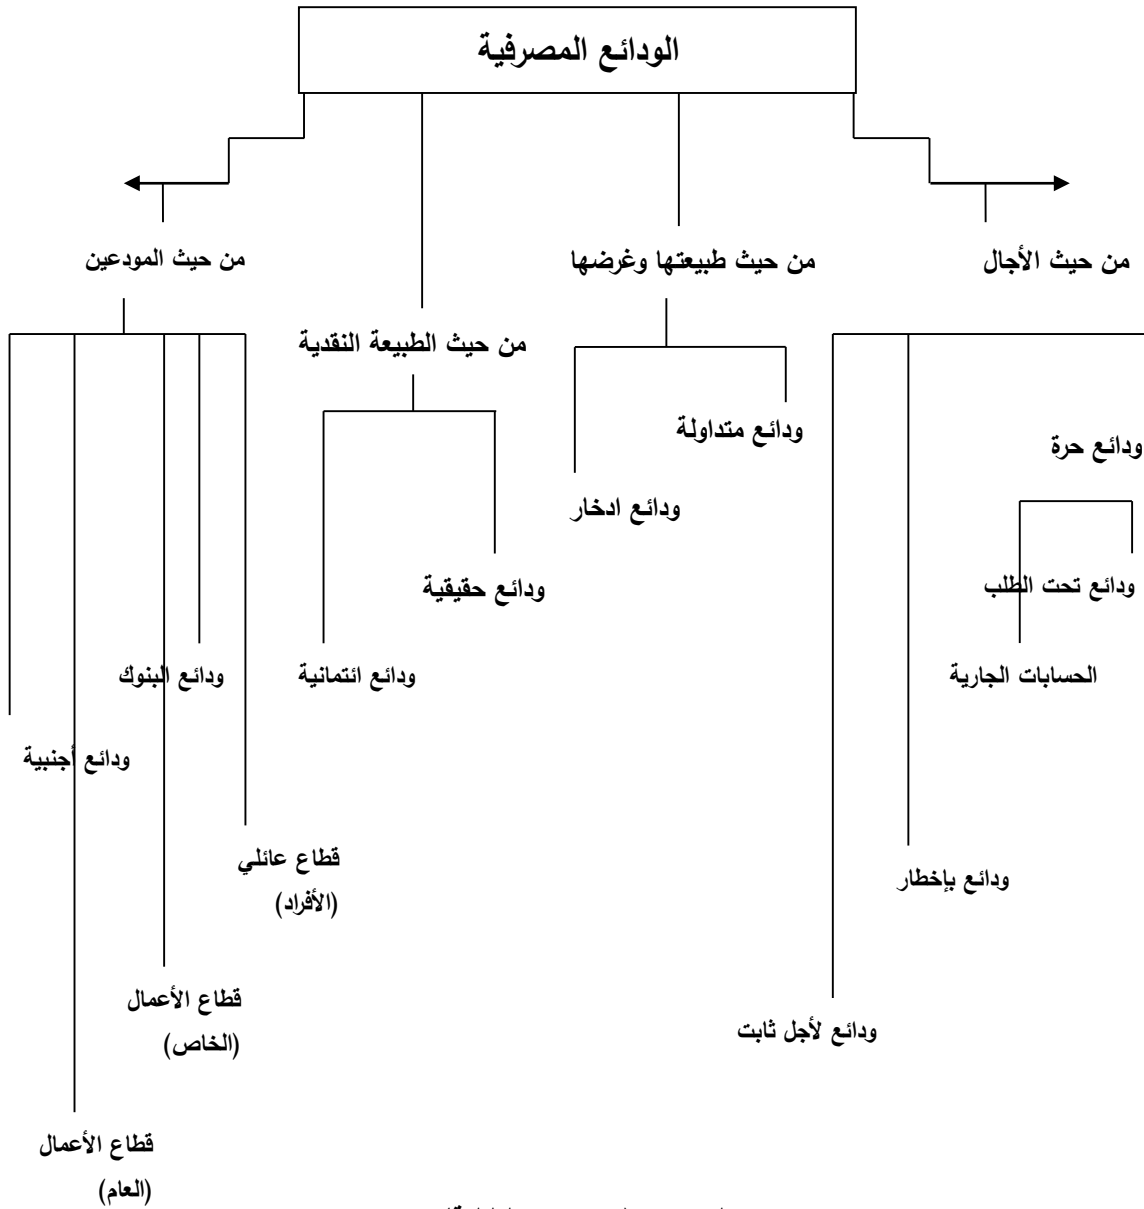 الودائع المصرفية
من حيث الأجال
من حيث طبيعتها وغرضها
من حيث الطبيعة النقدية
من حيث المودعين
ودائع حرة
ودائع تحت الطلب
الحسابات الجارية
ودائع بإخطار
ودائع لأجل ثابت
ودائع متداولة
ودائع ادخار
ودائع حقيقية
ودائع ائتمانية
قطاع عائلي
(الأفراد)
ودائع البنوك
قطاع الأعمال
(الخاص)
قطاع الأعمال
(العام)
ودائع أجنبية